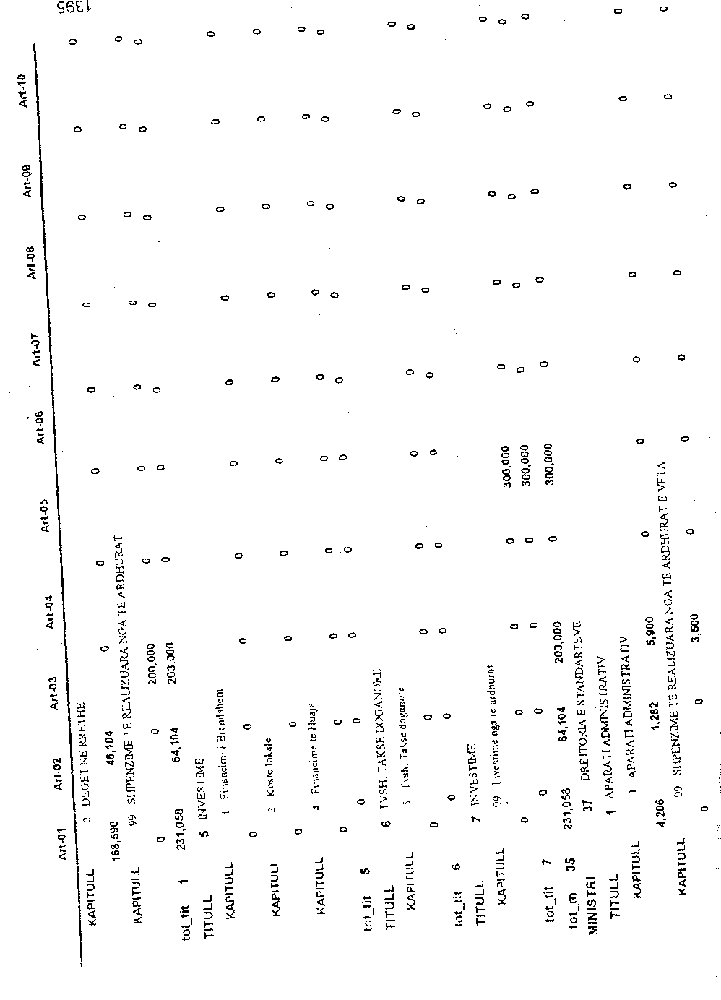 1395
Art-01 Art-02 Art-03 Art-04 Art-05 Art-06 Art-07 Art-08 Art-09 Art-10
KAPITULL 2 DEGET NE RRETHE
168,590 46,104 0 0 0 0 0 0 0 0
KAPITULL 99 SHPENZIME TE REALIZUARA NGA TE ARDHURAT
0 0 200,000 0 0 0 0 0 0 0
tot_tit 1 231,058 64,104 203,000 0 0 0 0 0 0 0
TITULL 5 INVESTIME
KAPITULL 1 Financimi i Brendshem
0 0 0 0 0 0 0 0 0 0
KAPITULL 2 Kosto lokale
0 0 0 0 0 0 0 0 0 0
KAPITULL 4 Financime te Huaja
0 0 0 0 0 0 0 0 0 0
tot_tit 5 0 0 0 0 0 0 0 0 0 0
TITULL 6 TVSH. TAKSE DOGANORE
KAPITULL 5 Tvsh. Takse doganore
0 0 0 0 0 0 0 0 0 0
tot_tit 6 0 0 0 0 0 0 0 0 0 0
TITULL 7 INVESTIME
KAPITULL 99 Investime nga te ardhurat
0 0 0 0 300,000 0 0 0 0 0
tot_tit 7 0 0 0 0 300,000 0 0 0 0 0
tot_m 35 231,058 64,104 203,000 0 300,000 0 0 0 0 0
MINISTRI 37 DREJTORIA E STANDARTEVE
TITULL 1 APARATI ADMINISTRATIV
KAPITULL 1 APARATI ADMINISTRATIV
4,206 1,282 5,900 0 0 0 0 0 0 0
KAPITULL 99 SHPENZIME TE REALIZUARA NGA TE ARDHURAT E VETA
0 0 3,500 0 0 0 0 0 0 0